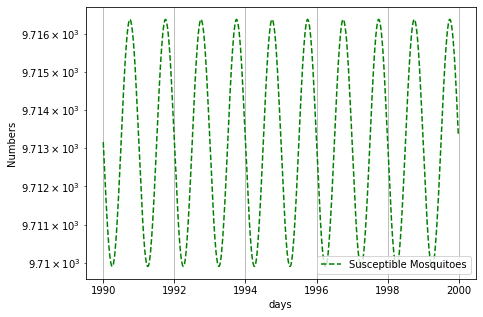 9.716 × 10³
9.715 × 10³
9.714 × 10³
9.713 × 10³
9.712 × 10³
9.711 × 10³
9.71 × 10³
Numbers
Susceptible Mosquitoes
1990 1992 1994 1996 1998 2000
days